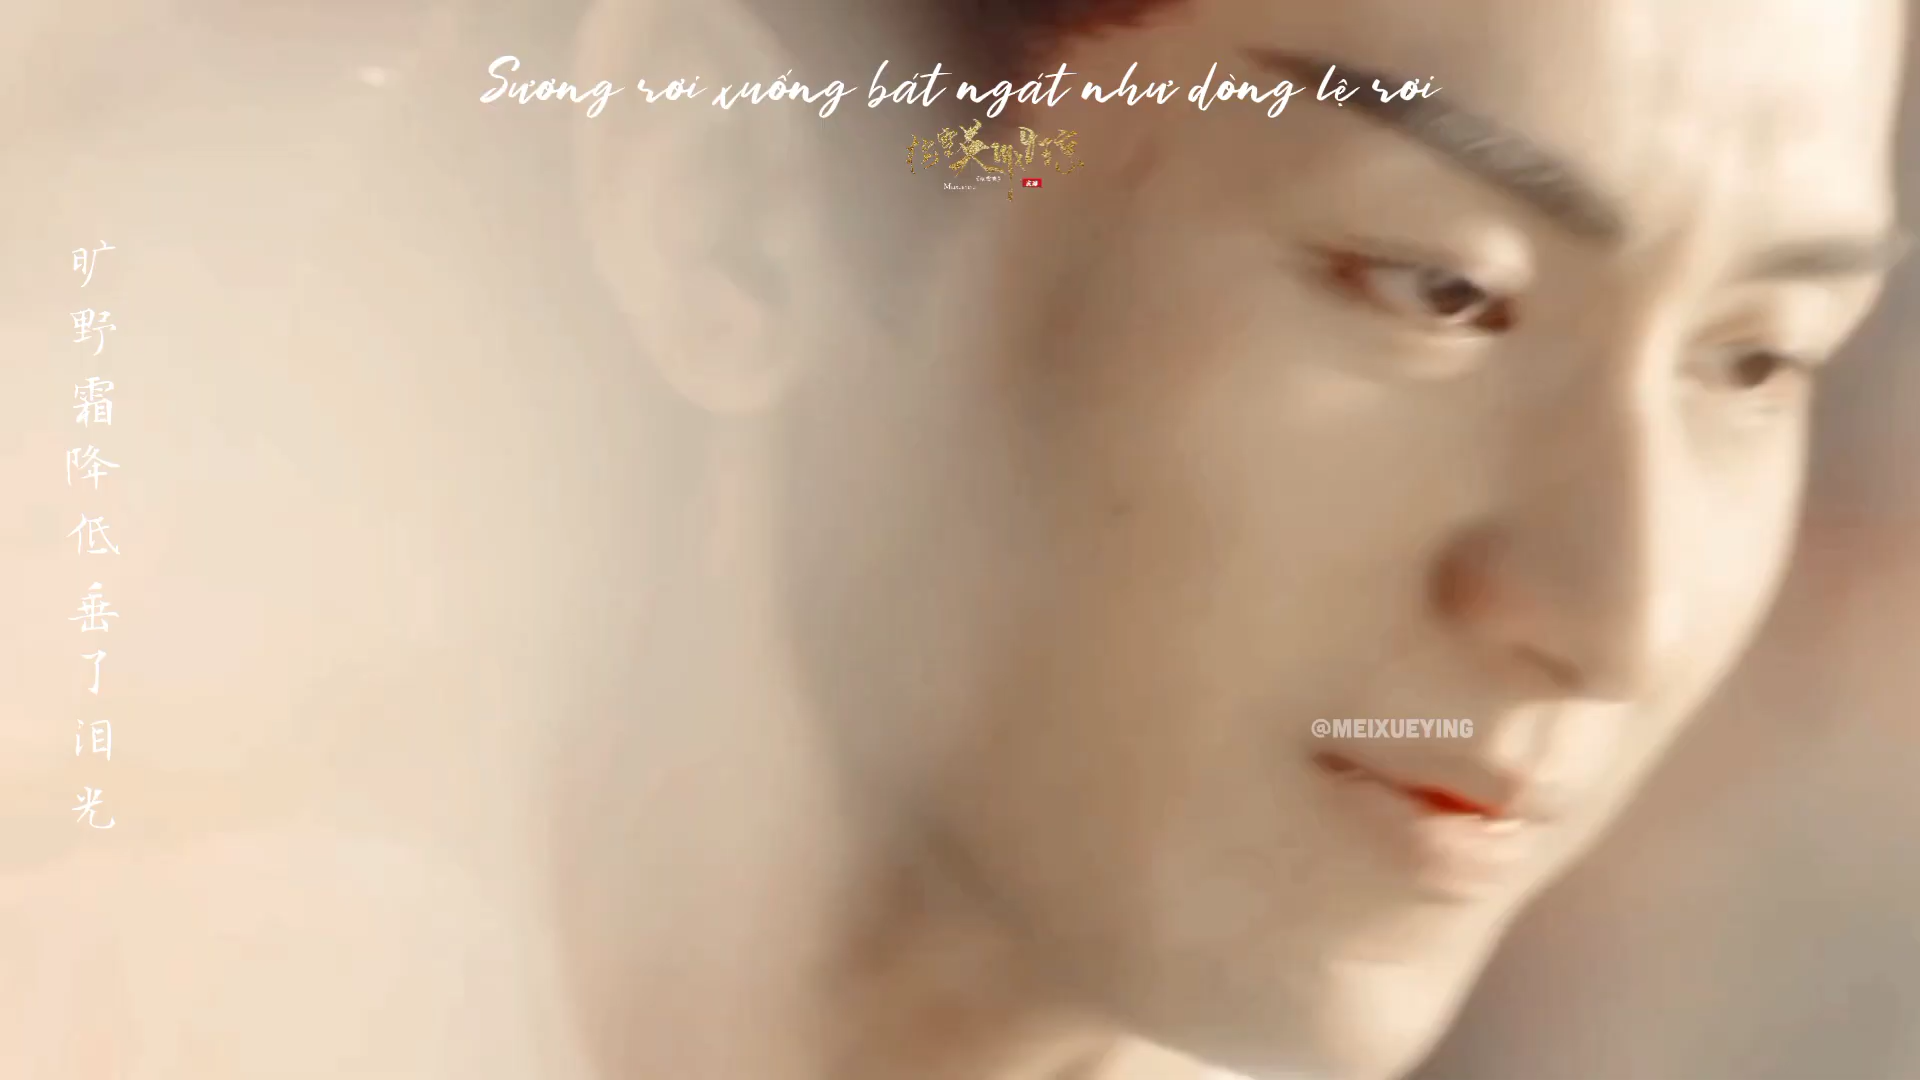 Sương rơi xuống bát ngát như dòng lệ rơi
旷野霜降低垂了泪光
@MEIXUEYING